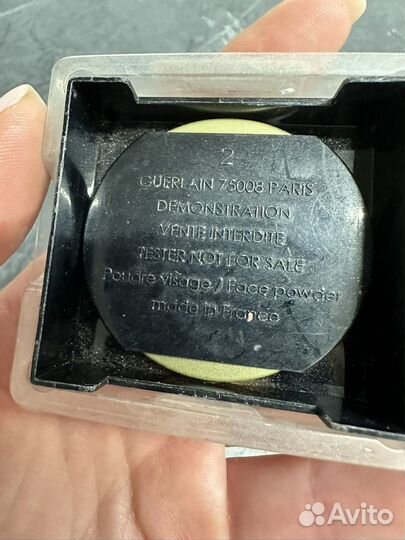 2
GUERLAIN 75008 PARIS
DEMONSTRATION
VENTE INTERDITE
TESTER NOT FOR SALE
Poudre visage / Face powder
made in France
Avito